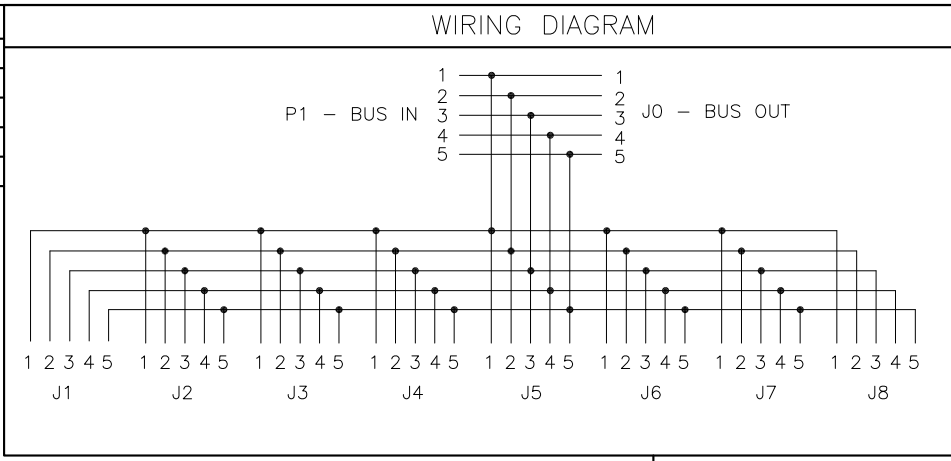 WIRING DIAGRAM
1 1
2 2
P1 - BUS IN 3 3 J0 - BUS OUT
4 4
5 5
1 2 3 4 5 1 2 3 4 5 1 2 3 4 5 1 2 3 4 5 1 2 3 4 5 1 2 3 4 5 1 2 3 4 5 1 2 3 4 5
J1 J2 J3 J4 J5 J6 J7 J8